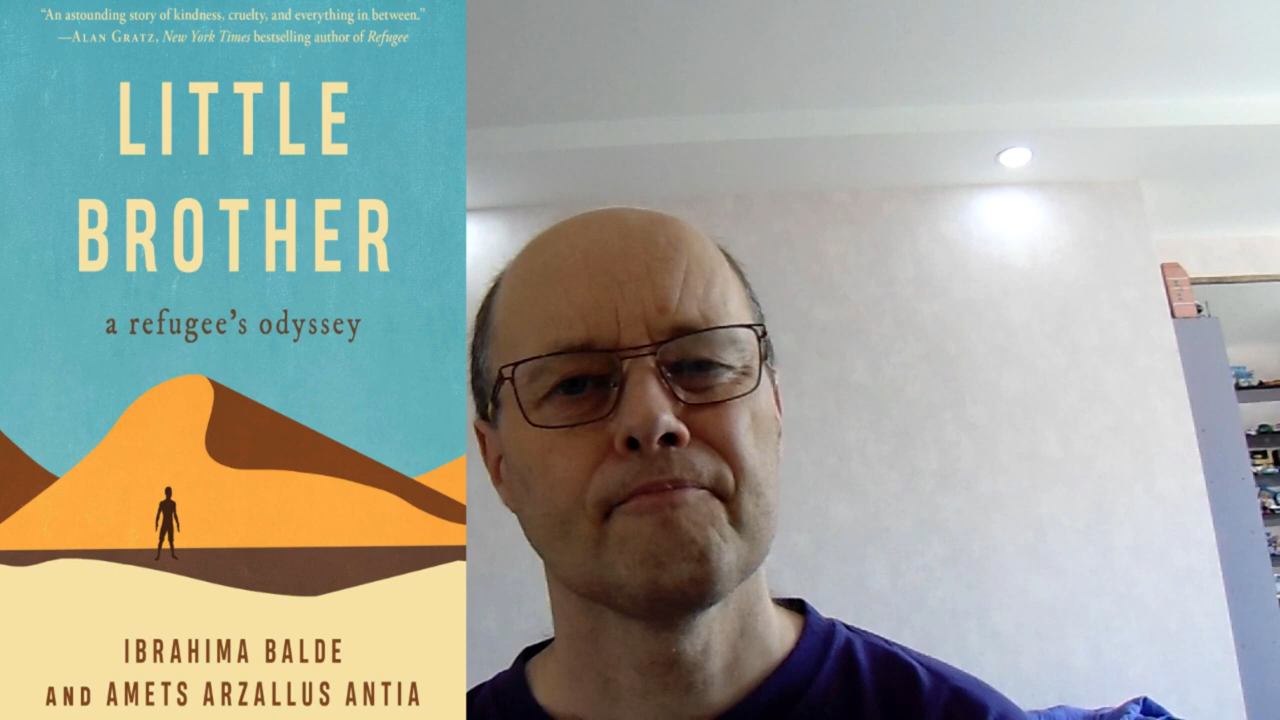 “An astounding story of kindness, cruelty, and everything in between.”
—ALAN GRATZ, New York Times bestselling author of Refugee
LITTLE
BROTHER
a refugee’s odyssey
IBRAHIMA BALDE
AND AMETS ARZALLUS ANTIA